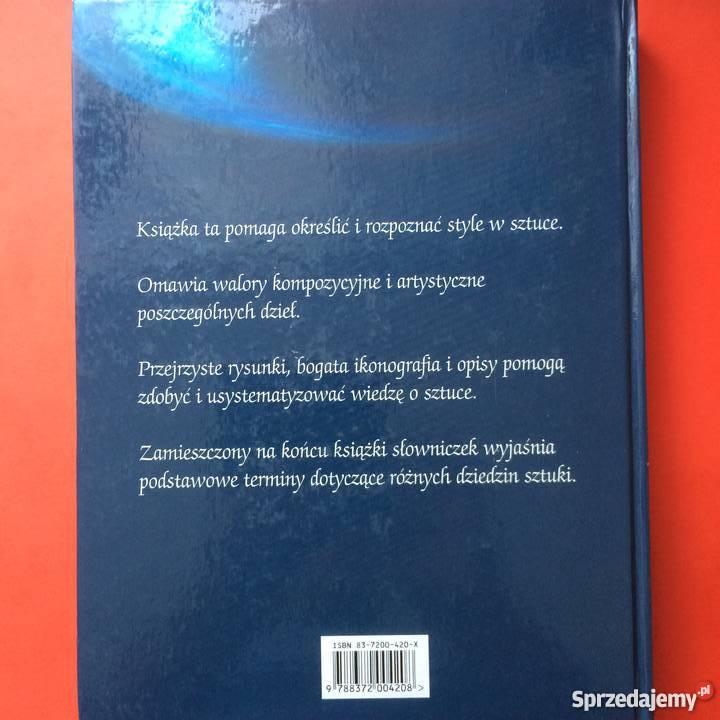 Książka ta pomaga określić i rozpoznać style w sztuce.
Omawia walory kompozycyjne i artystyczne
poszczególnych dzieł.
Przejrzyste rysunki, bogata ikonografia i opisy pomogą
zdobyć i usystematyzować wiedzę o sztuce.
Zamieszczony na końcu książki słowniczek wyjaśnia
podstawowe terminy dotyczące różnych dziedzin sztuki.
ISBN 83-7200-420-X
9 788372 004208 >
Sprzedajemy.pl